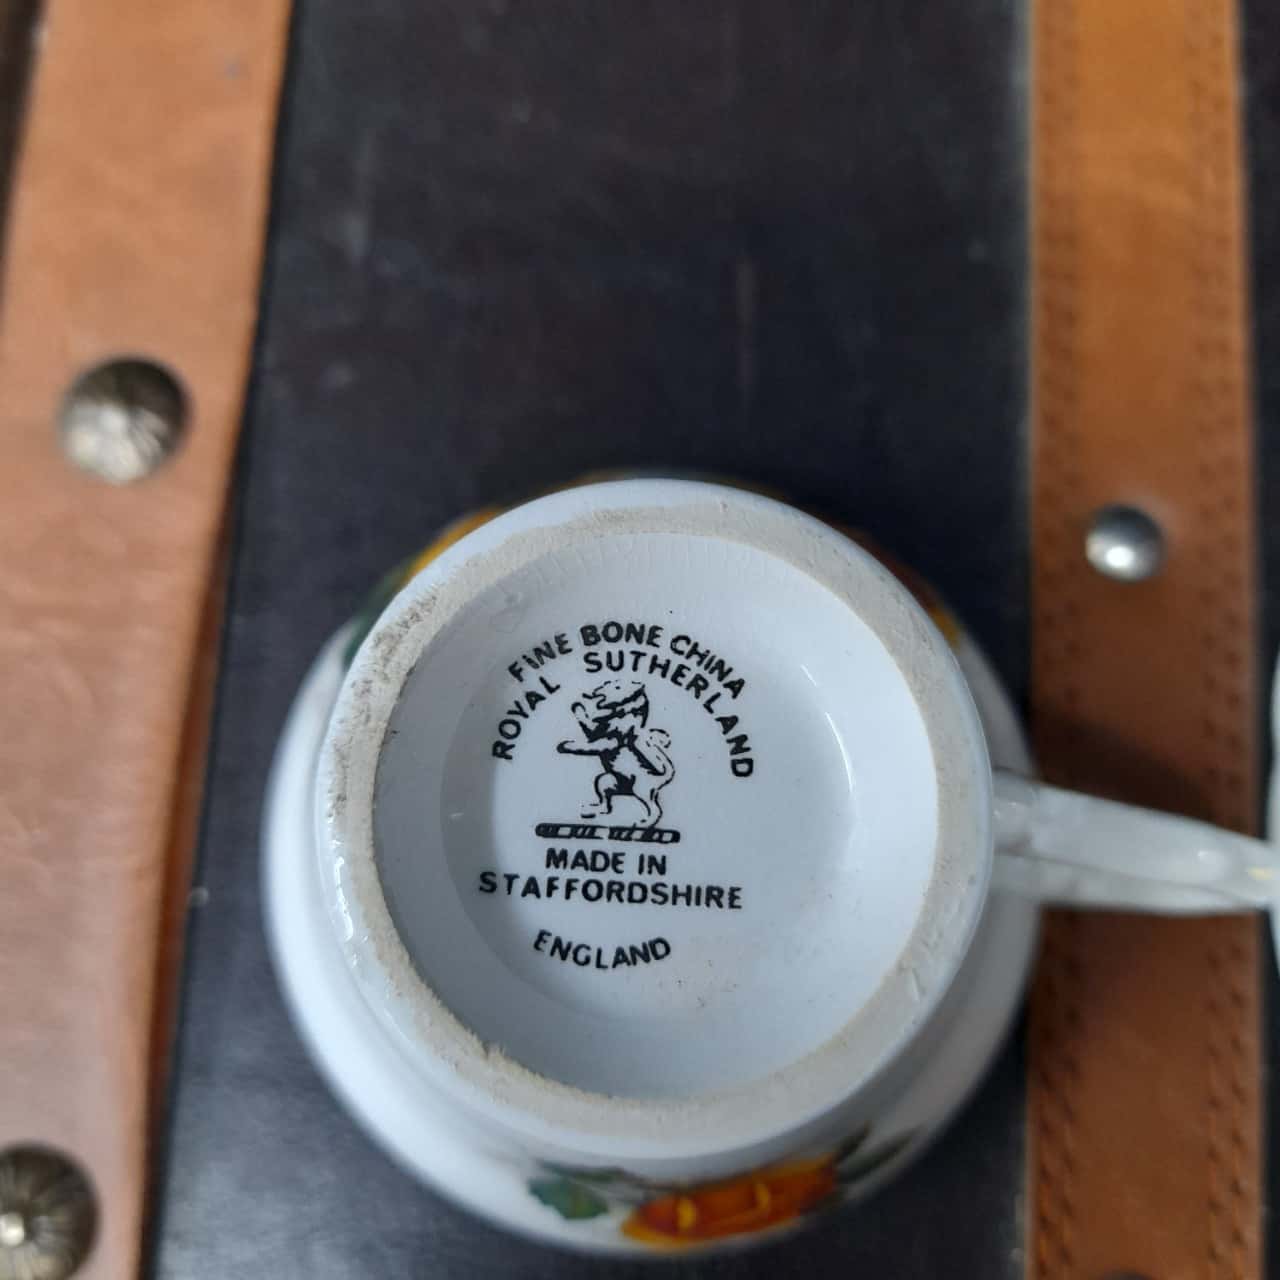 FINE BONE CHINA
ROYAL SUTHERLAND
MADE IN
STAFFORDSHIRE
ENGLAND